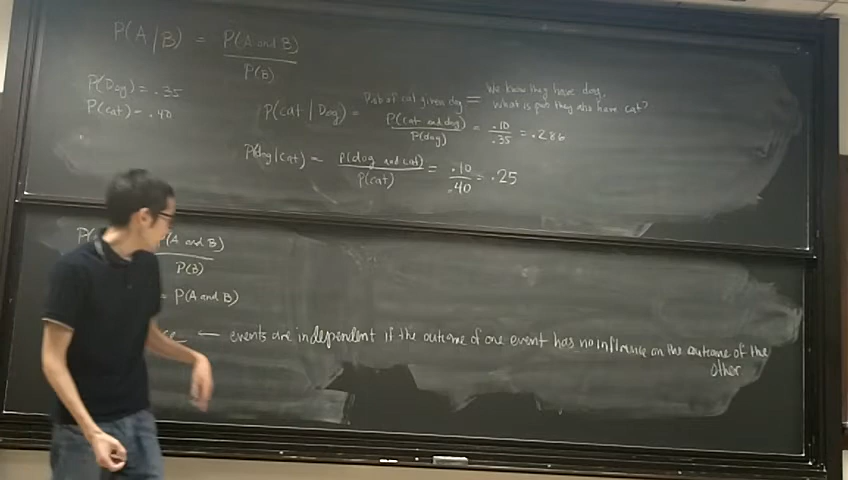 P(A/B) = P(A and B)
P(B)
P(Dog) = .35
P(cat) = .40
P(cat | Dog) = Prob of cat given dog = We know they have dog,
what is prob they also have cat?
P(cat and dog)
P(dog)
= .10
.35
= .286
P(dog/cat) = P(dog and cat)
P(cat)
= .10
.40
= .25
P(A and B)
P(B)
= P(A and B)
← events are independent if the outcome of one event has no influence on the outcome of the
other